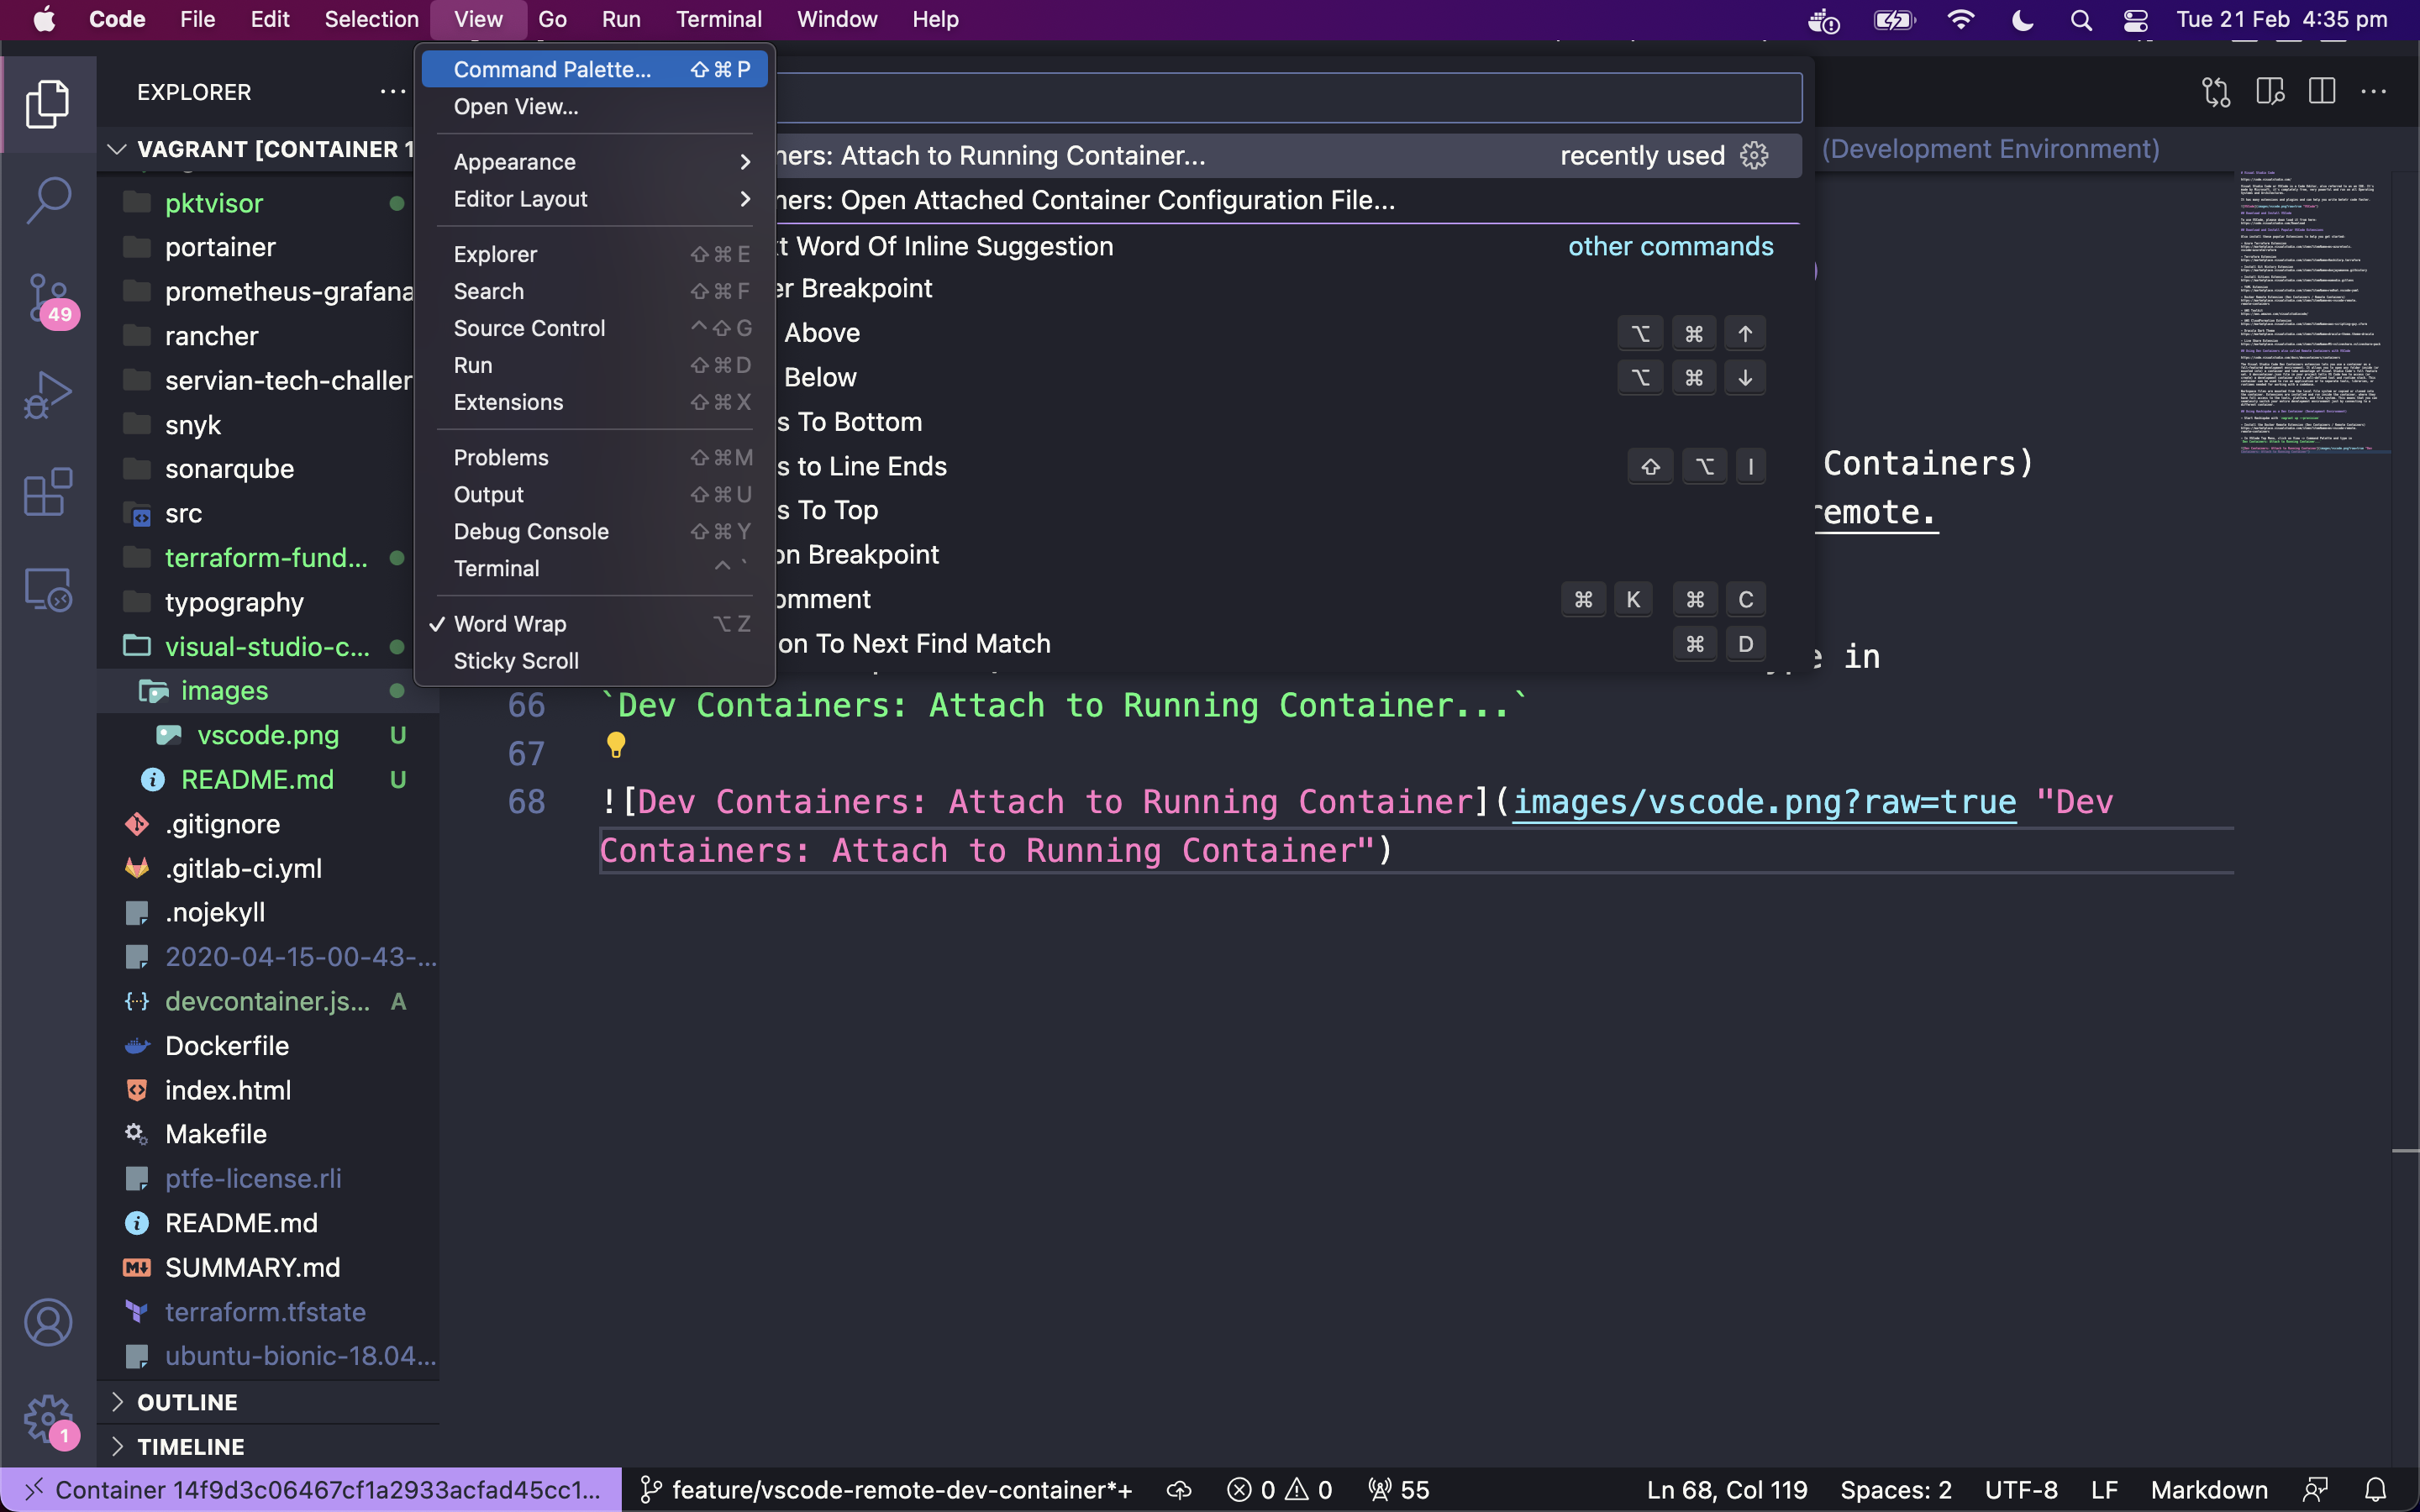 Code File Edit Selection View Go Run Terminal Window Help Tue 21 Feb 4:35 pm
EXPLORER
VAGRANT [CONTAINER 1
pktvisor
portainer
prometheus-grafana
rancher
servian-tech-challer
snyk
sonarqube
src
terraform-fund...
typography
visual-studio-c...
images
vscode.png U
README.md U
.gitignore
.gitlab-ci.yml
.nojekyll
2020-04-15-00-43-...
devcontainer.js... A
Dockerfile
index.html
Makefile
ptfe-license.rli
README.md
SUMMARY.md
terraform.tfstate
ubuntu-bionic-18.04...
OUTLINE
TIMELINE
49
1
Command Palette... ⇧⌘P
Open View...
Appearance
Editor Layout
Explorer ⇧⌘E
Search ⇧⌘F
Source Control ^⇧G
Run ⇧⌘D
Extensions ⇧⌘X
Problems ⇧⌘M
Output ⇧⌘U
Debug Console ⇧⌘Y
Terminal ^`
✓ Word Wrap ⌥Z
Sticky Scroll
ners: Attach to Running Container... recently used
ners: Open Attached Container Configuration File...
t Word Of Inline Suggestion other commands
er Breakpoint
Above ⌥ ⌘ ↑
Below ⌥ ⌘ ↓
s To Bottom
s to Line Ends ⇧ ⌥ I
s To Top
on Breakpoint
omment ⌘ K ⌘ C
on To Next Find Match ⌘ D
(Development Environment)
Containers)
remote.
in
66 `Dev Containers: Attach to Running Container...`
67
68 ![Dev Containers: Attach to Running Container](images/vscode.png?raw=true "Dev
Containers: Attach to Running Container")
Container 14f9d3c06467cf1a2933acfad45cc1... feature/vscode-remote-dev-container*+ 0 0 55 Ln 68, Col 119 Spaces: 2 UTF-8 LF Markdown